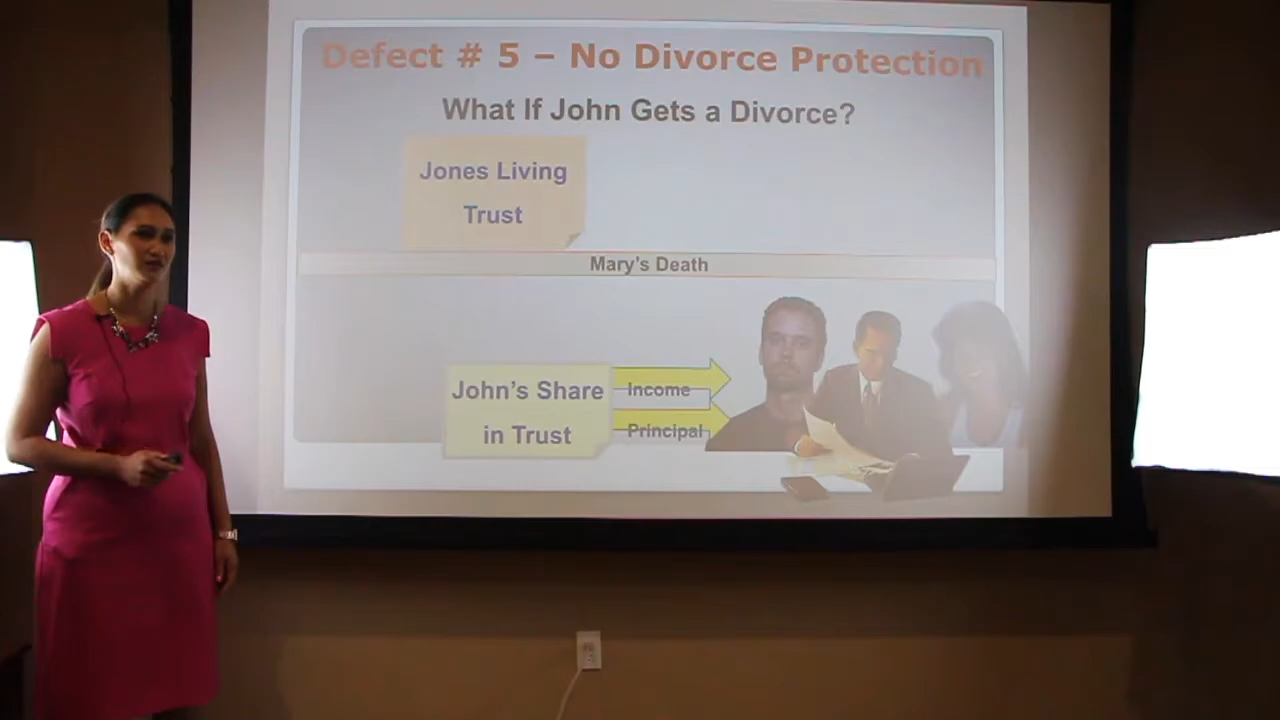 Defect # 5 – No Divorce Protection
What If John Gets a Divorce?
Jones Living
Trust
Mary's Death
John's Share
in Trust
Income
Principal